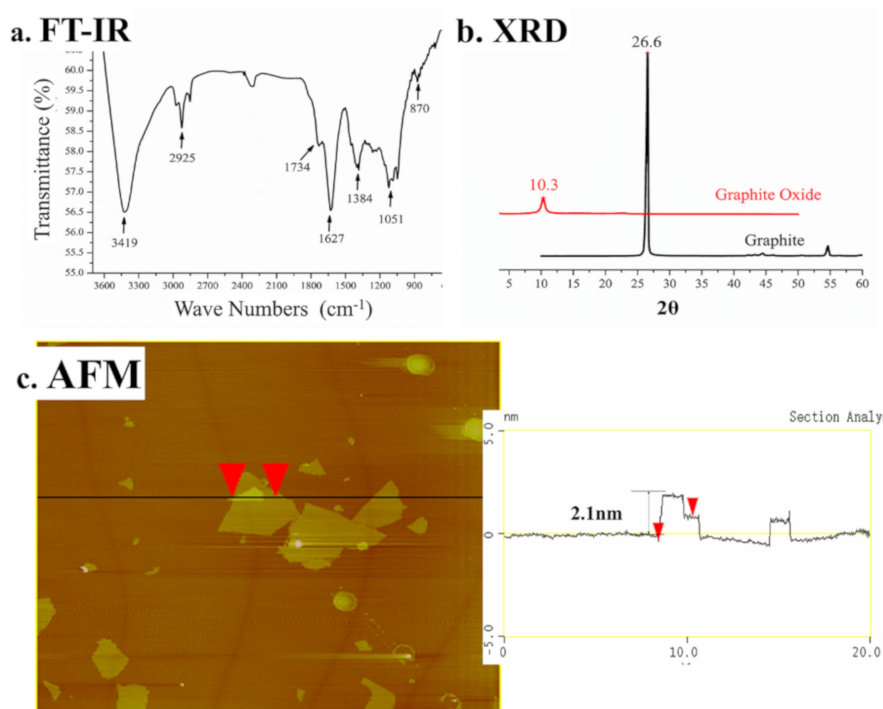 a. FT-IR
60.0
59.5
59.0
58.5
58.0
57.5
57.0
56.5
56.0
55.5
55.0
Transmittance (%)
3419
2925
1734
1627
1384
1051
870
3600 3300 3000 2700 2400 2100 1800 1500 1200 900
Wave Numbers (cm⁻¹)
b. XRD
26.6
10.3
Graphite Oxide
Graphite
5 10 15 20 25 30 35 40 45 50 55 60
2θ
c. AFM
nm
Section Analy
5.0
2.1nm
0
-5.0
0 10.0 20.0